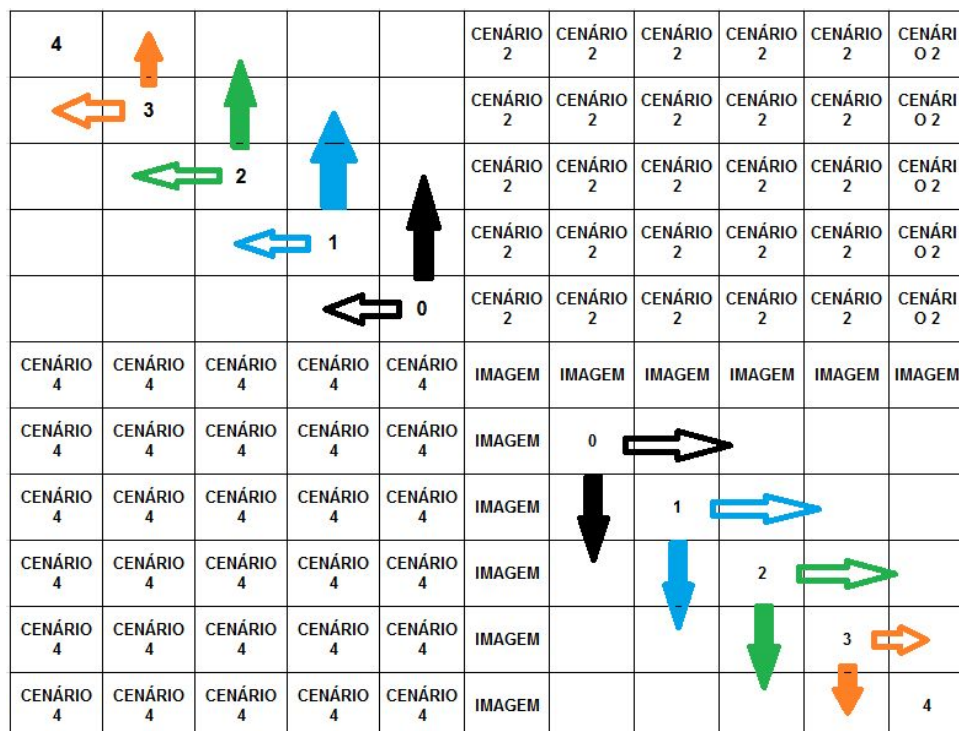 4 CENÁRIO CENÁRIO CENÁRIO CENÁRIO CENÁRIO CENÁRI
2 2 2 2 2 O 2
3 CENÁRIO CENÁRIO CENÁRIO CENÁRIO CENÁRIO CENÁRI
2 2 2 2 2 O 2
2 CENÁRIO CENÁRIO CENÁRIO CENÁRIO CENÁRIO CENÁRI
2 2 2 2 2 O 2
1 CENÁRIO CENÁRIO CENÁRIO CENÁRIO CENÁRIO CENÁRI
2 2 2 2 2 O 2
0 CENÁRIO CENÁRIO CENÁRIO CENÁRIO CENÁRIO CENÁRI
2 2 2 2 2 O 2
CENÁRIO CENÁRIO CENÁRIO CENÁRIO CENÁRIO IMAGEM IMAGEM IMAGEM IMAGEM IMAGEM IMAGEM
4 4 4 4 4
CENÁRIO CENÁRIO CENÁRIO CENÁRIO CENÁRIO IMAGEM 0
4 4 4 4 4
CENÁRIO CENÁRIO CENÁRIO CENÁRIO CENÁRIO IMAGEM 1
4 4 4 4 4
CENÁRIO CENÁRIO CENÁRIO CENÁRIO CENÁRIO IMAGEM 2
4 4 4 4 4
CENÁRIO CENÁRIO CENÁRIO CENÁRIO CENÁRIO IMAGEM 3
4 4 4 4 4
CENÁRIO CENÁRIO CENÁRIO CENÁRIO CENÁRIO IMAGEM 4
4 4 4 4 4